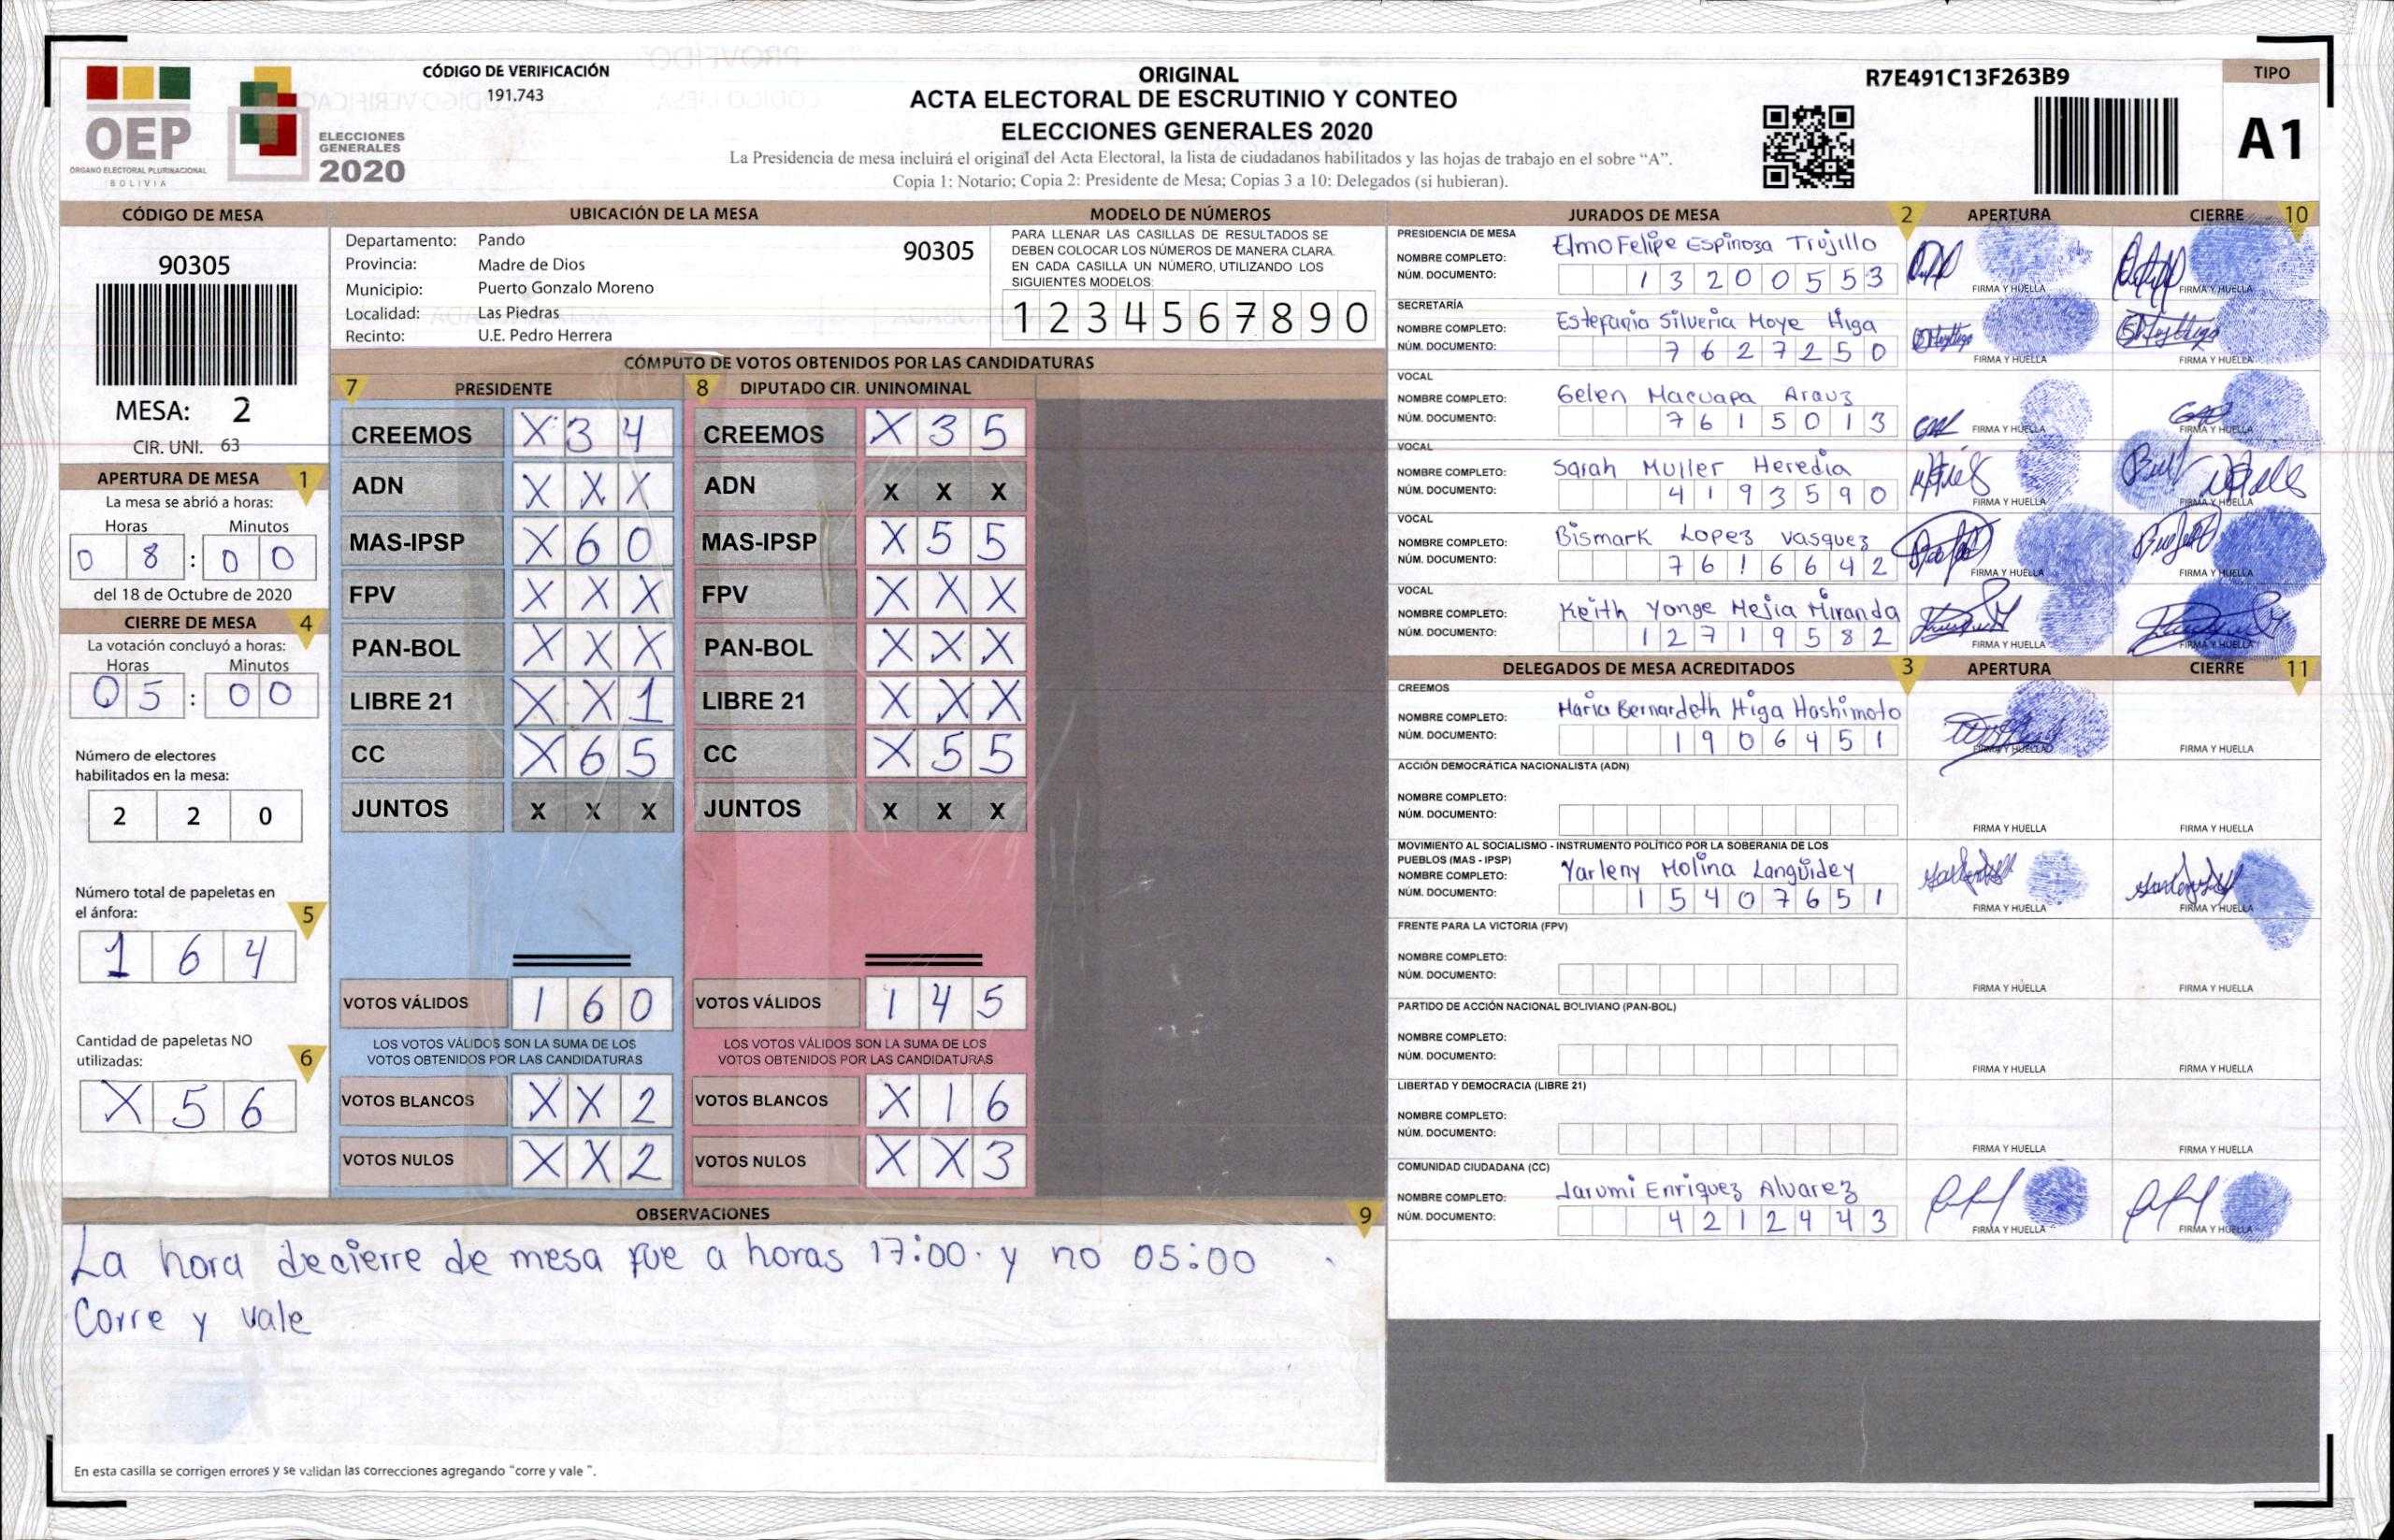 OEP
ÓRGANO ELECTORAL PLURINACIONAL
BOLIVIA
ELECCIONES
GENERALES
2020
CÓDIGO DE VERIFICACIÓN
191.743
ORIGINAL
ACTA ELECTORAL DE ESCRUTINIO Y CONTEO
ELECCIONES GENERALES 2020
La Presidencia de mesa incluirá el original del Acta Electoral, la lista de ciudadanos habilitados y las hojas de trabajo en el sobre “A”.
Copia 1: Notario; Copia 2: Presidente de Mesa; Copias 3 a 10: Delegados (si hubieran).
R7E491C13F263B9
TIPO
A1
CÓDIGO DE MESA
90305
MESA: 2
CIR. UNI. 63
APERTURA DE MESA 1
La mesa se abrió a horas:
Horas Minutos
0 8 : 0 0
del 18 de Octubre de 2020
CIERRE DE MESA 4
La votación concluyó a horas:
Horas Minutos
0 5 : 0 0
Número de electores
habilitados en la mesa:
2 2 0
Número total de papeletas en
el ánfora: 5
1 6 4
Cantidad de papeletas NO
utilizadas: 6
X 5 6
UBICACIÓN DE LA MESA
Departamento: Pando 90305
Provincia: Madre de Dios
Municipio: Puerto Gonzalo Moreno
Localidad: Las Piedras
Recinto: U.E. Pedro Herrera
MODELO DE NÚMEROS
PARA LLENAR LAS CASILLAS DE RESULTADOS SE
DEBEN COLOCAR LOS NÚMEROS DE MANERA CLARA.
EN CADA CASILLA UN NÚMERO, UTILIZANDO LOS
SIGUIENTES MODELOS:
1 2 3 4 5 6 7 8 9 0
CÓMPUTO DE VOTOS OBTENIDOS POR LAS CANDIDATURAS
7 PRESIDENTE 8 DIPUTADO CIR. UNINOMINAL
CREEMOS X 3 4 CREEMOS X 3 5
ADN X X X ADN X X X
MAS-IPSP X 6 0 MAS-IPSP X 5 5
FPV X X X FPV X X X
PAN-BOL X X X PAN-BOL X X X
LIBRE 21 X X 1 LIBRE 21 X X X
CC X 6 5 CC X 5 5
JUNTOS X X X JUNTOS X X X
VOTOS VÁLIDOS 1 6 0 VOTOS VÁLIDOS 1 4 5
LOS VOTOS VÁLIDOS SON LA SUMA DE LOS LOS VOTOS VÁLIDOS SON LA SUMA DE LOS
VOTOS OBTENIDOS POR LAS CANDIDATURAS VOTOS OBTENIDOS POR LAS CANDIDATURAS
VOTOS BLANCOS X X 2 VOTOS BLANCOS X 1 6
VOTOS NULOS X X 2 VOTOS NULOS X X 3
OBSERVACIONES 9
La hora decierre de mesa fue a horas 17:00. y no 05:00
Corre y vale
En esta casilla se corrigen errores y se validan las correcciones agregando “corre y vale ”.
JURADOS DE MESA 2 APERTURA CIERRE 10
PRESIDENCIA DE MESA
NOMBRE COMPLETO: Elmo Felipe Espinoza Trujillo
NÚM. DOCUMENTO: 1 3 2 0 0 5 5 3
FIRMA Y HUELLA FIRMA Y HUELLA
SECRETARÍA
NOMBRE COMPLETO: Estefania Silveria Moye Higa
NÚM. DOCUMENTO: 7 6 2 7 2 5 0
FIRMA Y HUELLA FIRMA Y HUELLA
VOCAL
NOMBRE COMPLETO: Gelen Macuapa Arauz
NÚM. DOCUMENTO: 7 6 1 5 0 1 3
FIRMA Y HUELLA FIRMA Y HUELLA
VOCAL
NOMBRE COMPLETO: Sarah Muller Heredia
NÚM. DOCUMENTO: 4 1 9 3 5 9 0
FIRMA Y HUELLA FIRMA Y HUELLA
VOCAL
NOMBRE COMPLETO: Bismark Lopez Vasquez
NÚM. DOCUMENTO: 7 6 1 6 6 4 2
FIRMA Y HUELLA FIRMA Y HUELLA
VOCAL
NOMBRE COMPLETO: Keith Yonge Mejia Miranda
NÚM. DOCUMENTO: 1 2 7 1 9 5 8 2
FIRMA Y HUELLA FIRMA Y HUELLA
DELEGADOS DE MESA ACREDITADOS 3 APERTURA CIERRE 11
CREEMOS
NOMBRE COMPLETO: Maria Bernardeth Higa Hashimoto
NÚM. DOCUMENTO: 1 9 0 6 4 5 1
FIRMA Y HUELLA FIRMA Y HUELLA
ACCIÓN DEMOCRÁTICA NACIONALISTA (ADN)
NOMBRE COMPLETO:
NÚM. DOCUMENTO:
FIRMA Y HUELLA FIRMA Y HUELLA
MOVIMIENTO AL SOCIALISMO - INSTRUMENTO POLÍTICO POR LA SOBERANIA DE LOS
PUEBLOS (MAS - IPSP)
NOMBRE COMPLETO: Yarleny Molina Langüidey
NÚM. DOCUMENTO: 1 5 4 0 7 6 5 1
FIRMA Y HUELLA FIRMA Y HUELLA
FRENTE PARA LA VICTORIA (FPV)
NOMBRE COMPLETO:
NÚM. DOCUMENTO:
FIRMA Y HUELLA FIRMA Y HUELLA
PARTIDO DE ACCIÓN NACIONAL BOLIVIANO (PAN-BOL)
NOMBRE COMPLETO:
NÚM. DOCUMENTO:
FIRMA Y HUELLA FIRMA Y HUELLA
LIBERTAD Y DEMOCRACIA (LIBRE 21)
NOMBRE COMPLETO:
NÚM. DOCUMENTO:
FIRMA Y HUELLA FIRMA Y HUELLA
COMUNIDAD CIUDADANA (CC)
NOMBRE COMPLETO: Jarumi Enriquez Alvarez
NÚM. DOCUMENTO: 4 2 1 2 4 4 3
FIRMA Y HUELLA FIRMA Y HUELLA